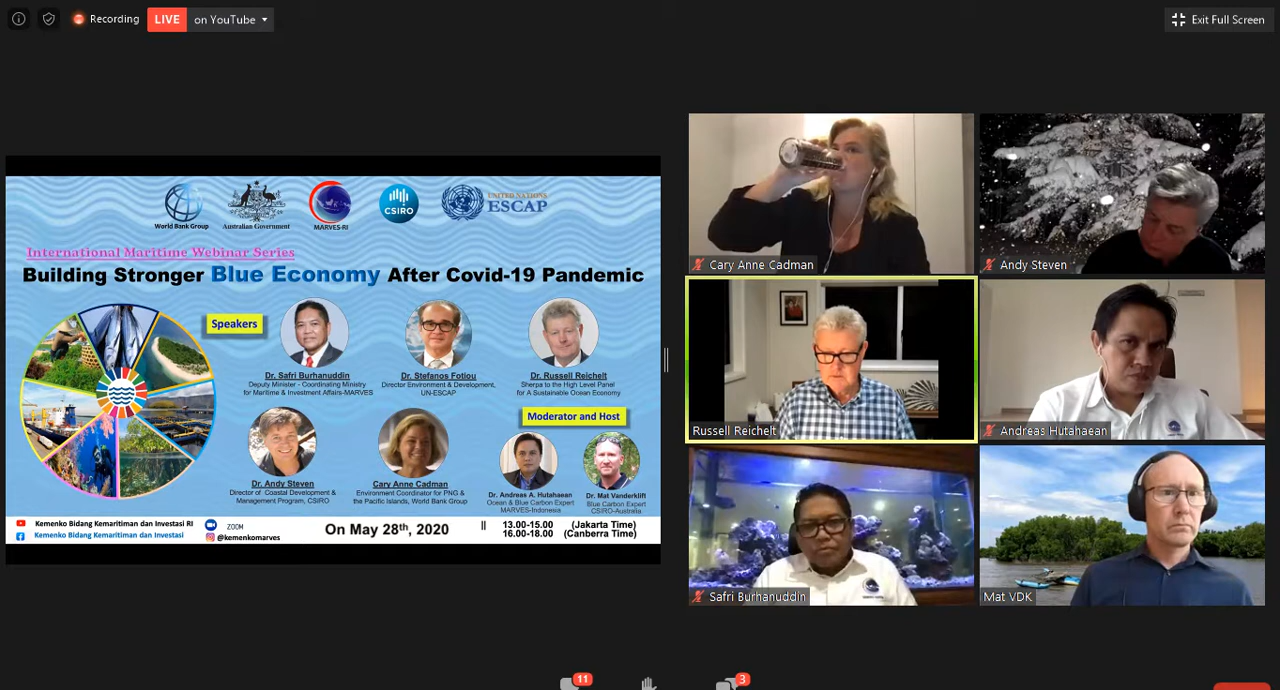 Recording
LIVE on YouTube
Exit Full Screen
World Bank Group
Australian Government
MARVES-RI
CSIRO
UNITED NATIONS
ESCAP
International Maritime Webinar Series
Building Stronger Blue Economy After Covid-19 Pandemic
Speakers
Dr. Safri Burhanuddin
Deputy Minister - Coordinating Ministry
for Maritime & Investment Affairs-MARVES
Dr. Stefanos Fotiou
Director Environment & Development,
UN-ESCAP
Dr. Russell Reichelt
Sherpa to the High Level Panel
for A Sustainable Ocean Economy
Moderator and Host
Dr. Andy Steven
Director of Coastal Development &
Management Program, CSIRO
Cary Anne Cadman
Environment Coordinator for PNG &
the Pacific Islands, World Bank Group
Dr. Andreas A. Hutahaean
Ocean & Blue Carbon Expert
MARVES-Indonesia
Dr. Mat Vanderklift
Blue Carbon Expert
CSIRO-Australia
Kemenko Bidang Kemaritiman dan Investasi RI
Kemenko Bidang Kemaritiman dan Investasi
ZOOM
@kemenkomarves
On May 28th, 2020
||
13.00-15.00 (Jakarta Time)
16.00-18.00 (Canberra Time)
Cary Anne Cadman
Andy Steven
Russell Reichelt
Andreas Hutahaean
Safri Burhanuddin
Mat VDK
11
3